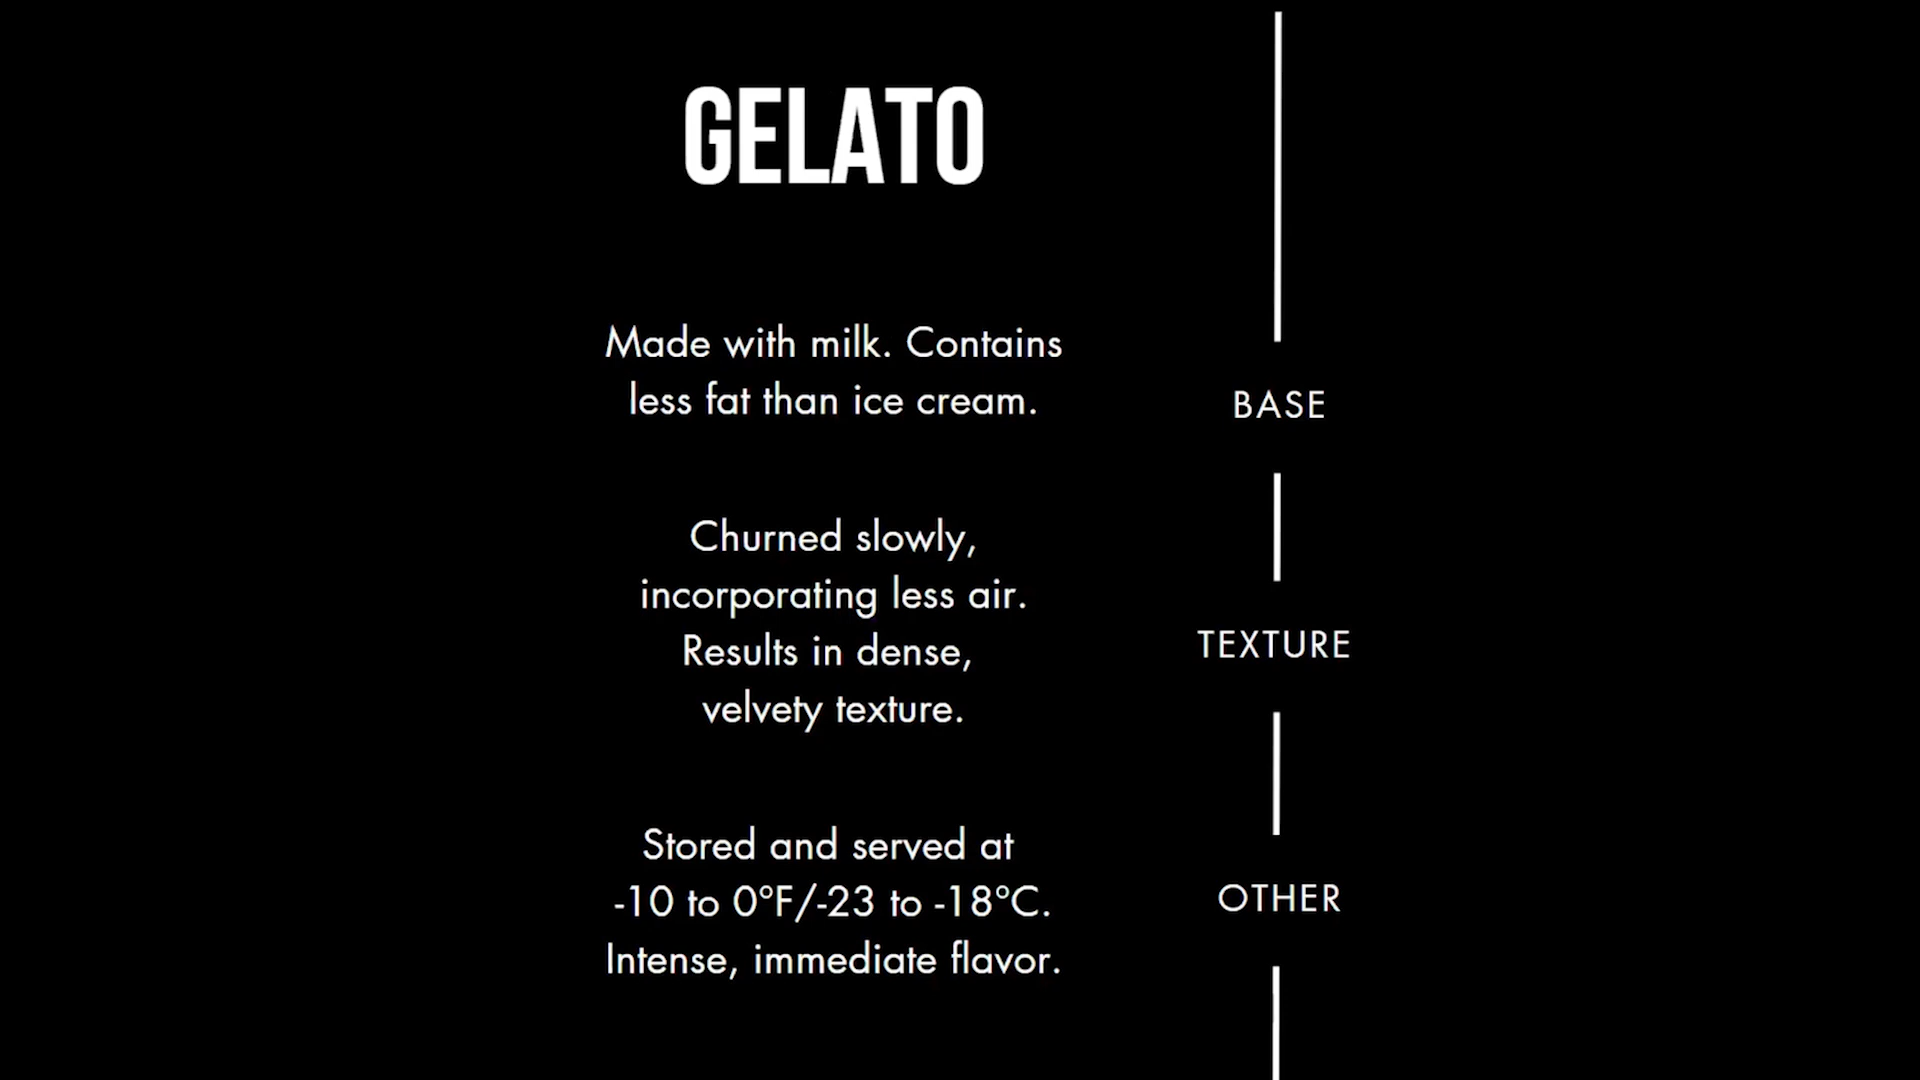 GELATO
Made with milk. Contains
less fat than ice cream.
BASE
Churned slowly,
incorporating less air.
Results in dense,
velvety texture.
TEXTURE
Stored and served at
-10 to 0°F/-23 to -18°C.
Intense, immediate flavor.
OTHER